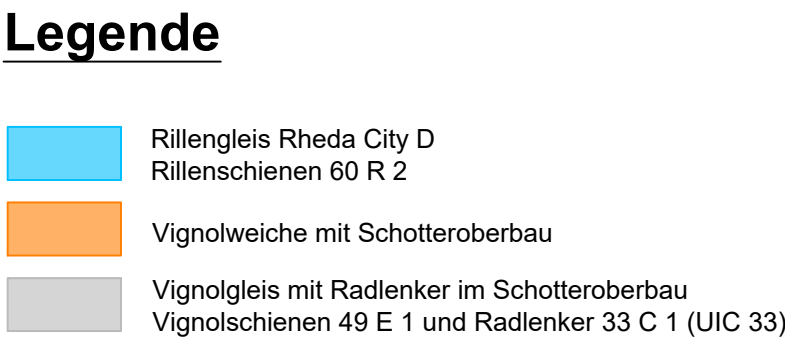 Legende
Rillengleis Rheda City D
Rillenschienen 60 R 2
Vignolweiche mit Schotteroberbau
Vignolgleis mit Radlenker im Schotteroberbau
Vignolschienen 49 E 1 und Radlenker 33 C 1 (UIC 33)